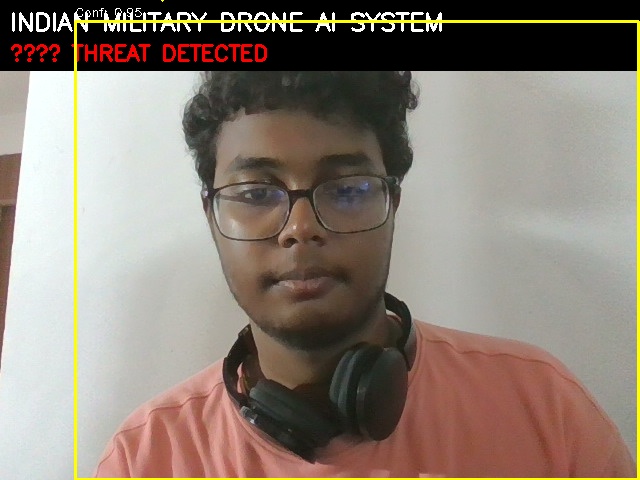 Conf: 0.95
INDIAN MILITARY DRONE AI SYSTEM
???? THREAT DETECTED